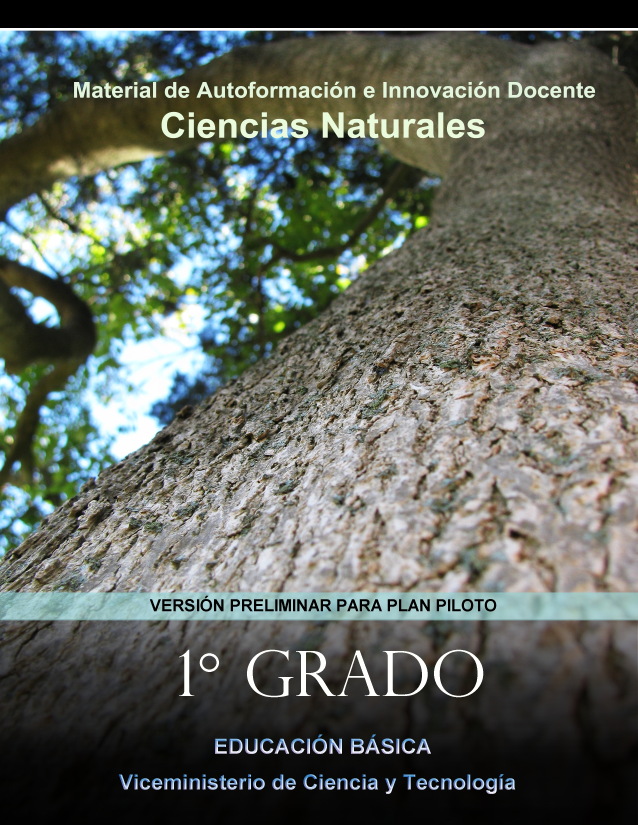 Material de Autoformación e Innovación Docente
Ciencias Naturales
VERSIÓN PRELIMINAR PARA PLAN PILOTO
1° GRADO
EDUCACIÓN BÁSICA
Viceministerio de Ciencia y Tecnología